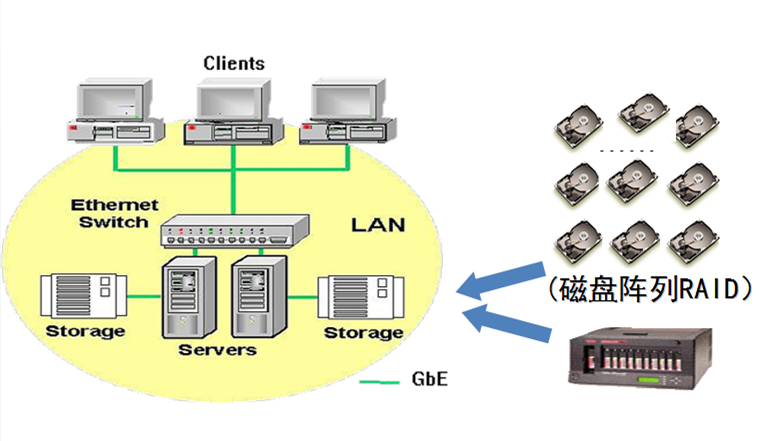 Clients
Ethernet
Switch
LAN
Storage
Servers
Storage
GbE
......
(磁盘阵列RAID)